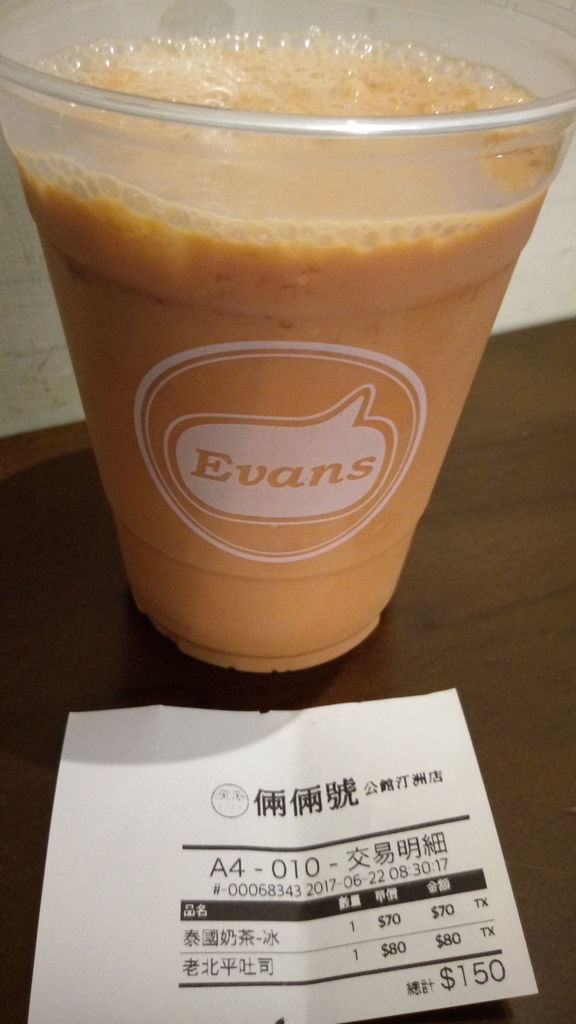 Evans
倆倆號 公館汀洲店
A4 - 010 - 交易明細
#-00068343 2017-06-22 08:30:17
品名 數量 單價 金額
泰國奶茶-冰 1 $70 $70 TX
老北平吐司 1 $80 $80 TX
總計 $150